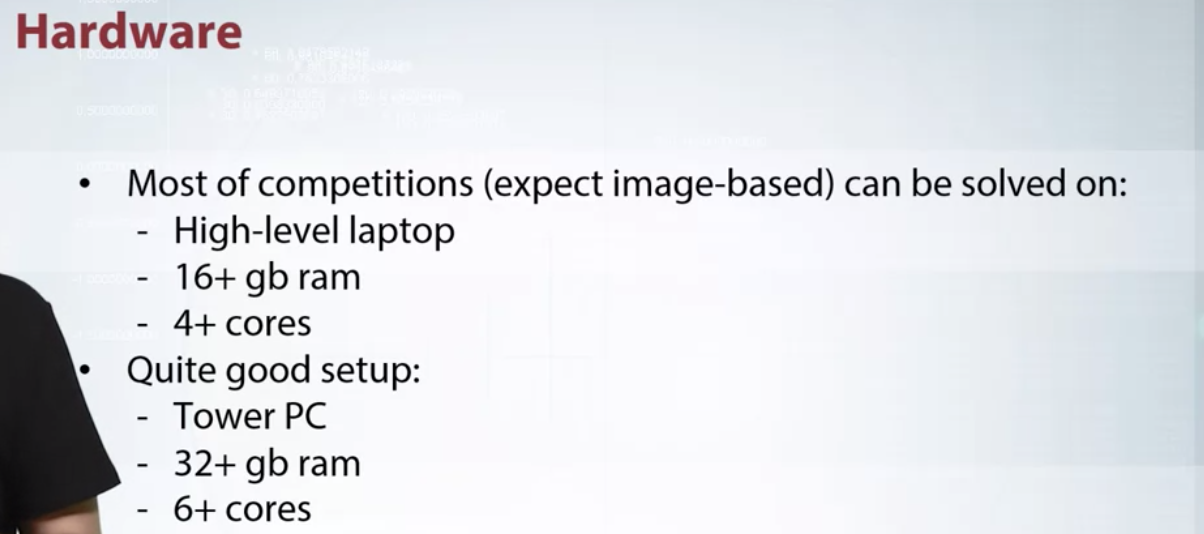 Hardware
• Most of competitions (expect image-based) can be solved on:
- High-level laptop
- 16+ gb ram
- 4+ cores
• Quite good setup:
- Tower PC
- 32+ gb ram
- 6+ cores